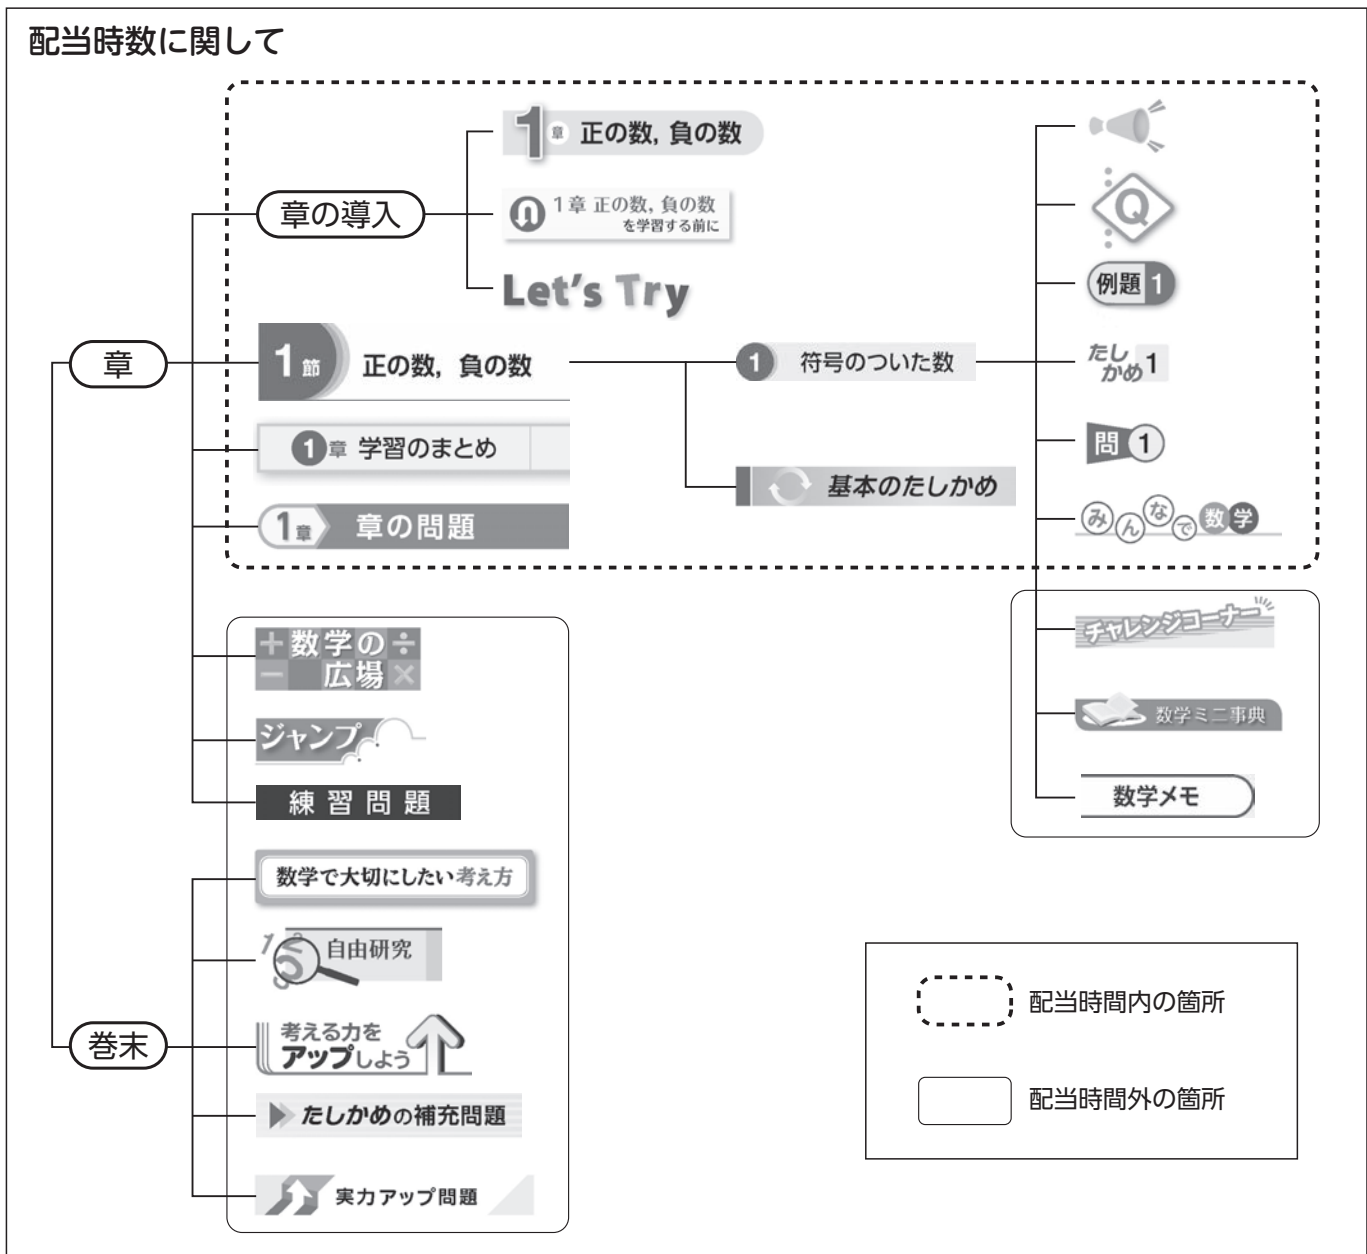 配当時数に関して
章の導入
1章 正の数，負の数
1章 正の数，負の数
を学習する前に
Let's Try
章
1節 正の数，負の数
1 符号のついた数
基本のたしかめ
1章 学習のまとめ
1章 章の問題
Q
例題 1
たしかめ 1
問 1
みんなで数学
チャレンジコーナー
数学ミニ事典
数学メモ
＋数学の÷
－広場×
ジャンプ
練習問題
巻末
数学で大切にしたい考え方
自由研究
考える力を
アップしよう
たしかめの補充問題
実力アップ問題
配当時間内の箇所
配当時間外の箇所